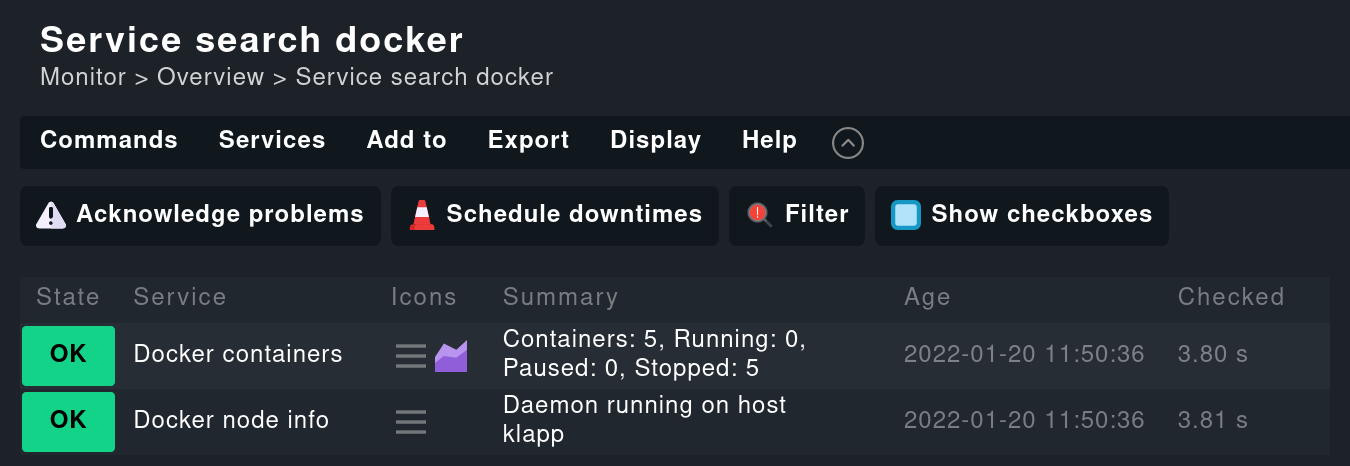 Service search docker
Monitor > Overview > Service search docker
Commands Services Add to Export Display Help
Acknowledge problems Schedule downtimes Filter Show checkboxes
State Service Icons Summary Age Checked
OK Docker containers Containers: 5, Running: 0, 2022-01-20 11:50:36 3.80 s
Paused: 0, Stopped: 5
OK Docker node info Daemon running on host 2022-01-20 11:50:36 3.81 s
klapp